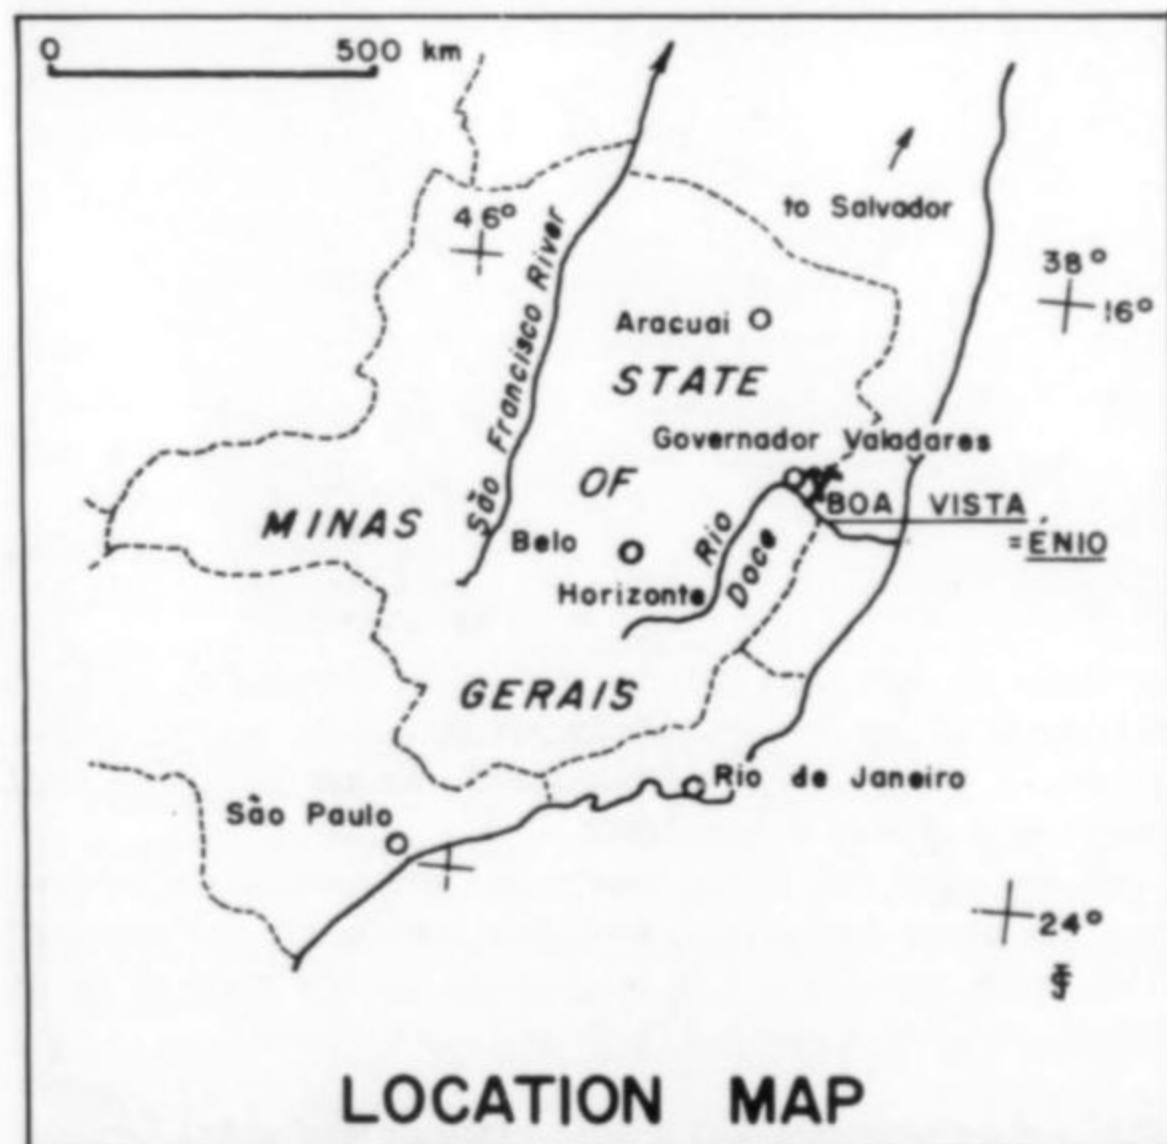 0 500 km
to Salvador
46°
38°
16°
São Francisco River
Aracuai
STATE
Governador Valadares
OF
BOA VISTA
= ÉNIO
MINAS
Belo
Horizonte
Rio
Doce
GERAIS
Rio de Janeiro
São Paulo
24°
LOCATION MAP